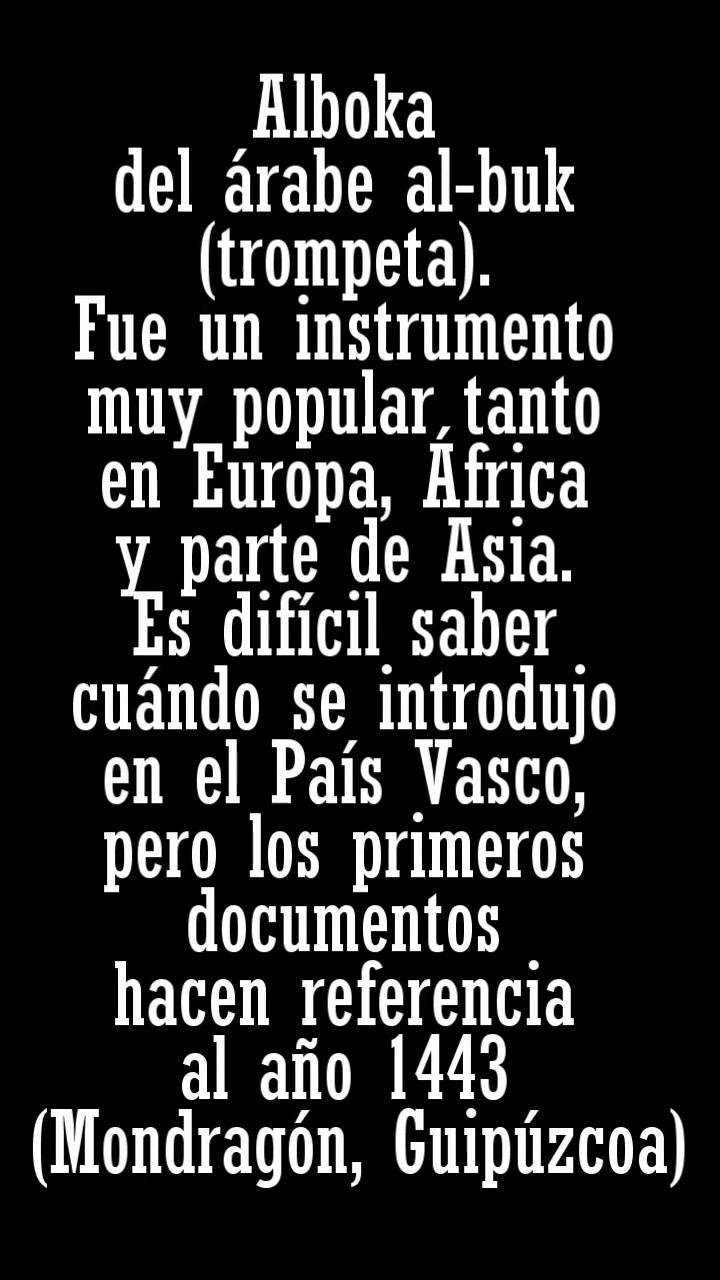 Alboka
del árabe al-buk
(trompeta).
Fue un instrumento
muy popular tanto
en Europa, África
y parte de Asia.
Es difícil saber
cuándo se introdujo
en el País Vasco,
pero los primeros
documentos
hacen referencia
al año 1443
(Mondragón, Guipúzcoa)